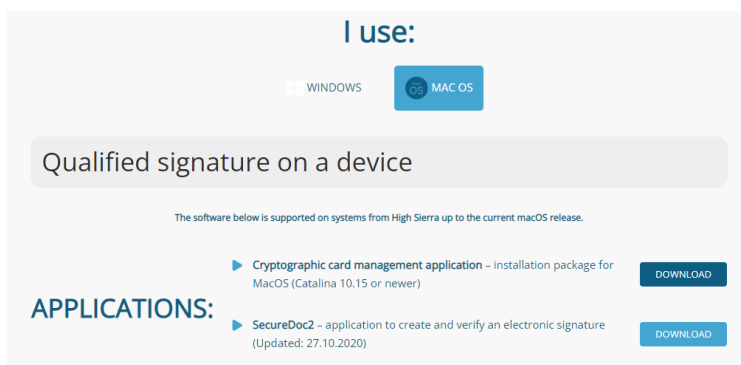 I use:
WINDOWS
OS MAC OS
Qualified signature on a device
The software below is supported on systems from High Sierra up to the current macOS release.
APPLICATIONS:
Cryptographic card management application – installation package for
MacOS (Catalina 10.15 or newer)
DOWNLOAD
SecureDoc2 – application to create and verify an electronic signature
(Updated: 27.10.2020)
DOWNLOAD